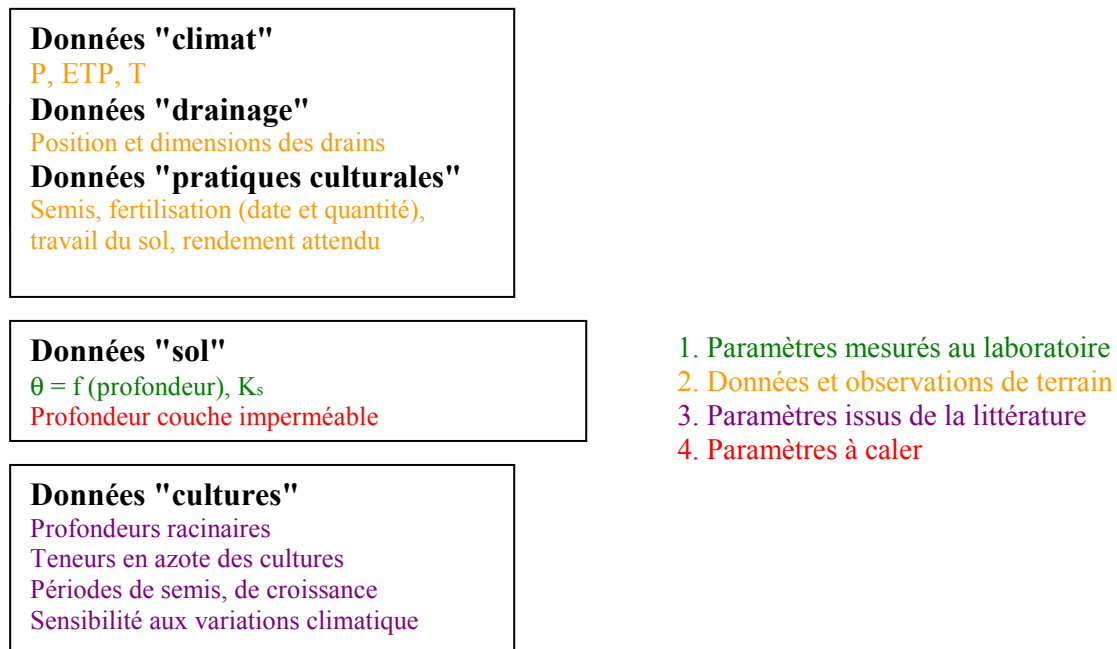 Données "climat"
P, ETP, T
Données "drainage"
Position et dimensions des drains
Données "pratiques culturales"
Semis, fertilisation (date et quantité),
travail du sol, rendement attendu
Données "sol"
θ = f (profondeur), Ks
Profondeur couche imperméable
Données "cultures"
Profondeurs racinaires
Teneurs en azote des cultures
Périodes de semis, de croissance
Sensibilité aux variations climatique
1. Paramètres mesurés au laboratoire
2. Données et observations de terrain
3. Paramètres issus de la littérature
4. Paramètres à caler